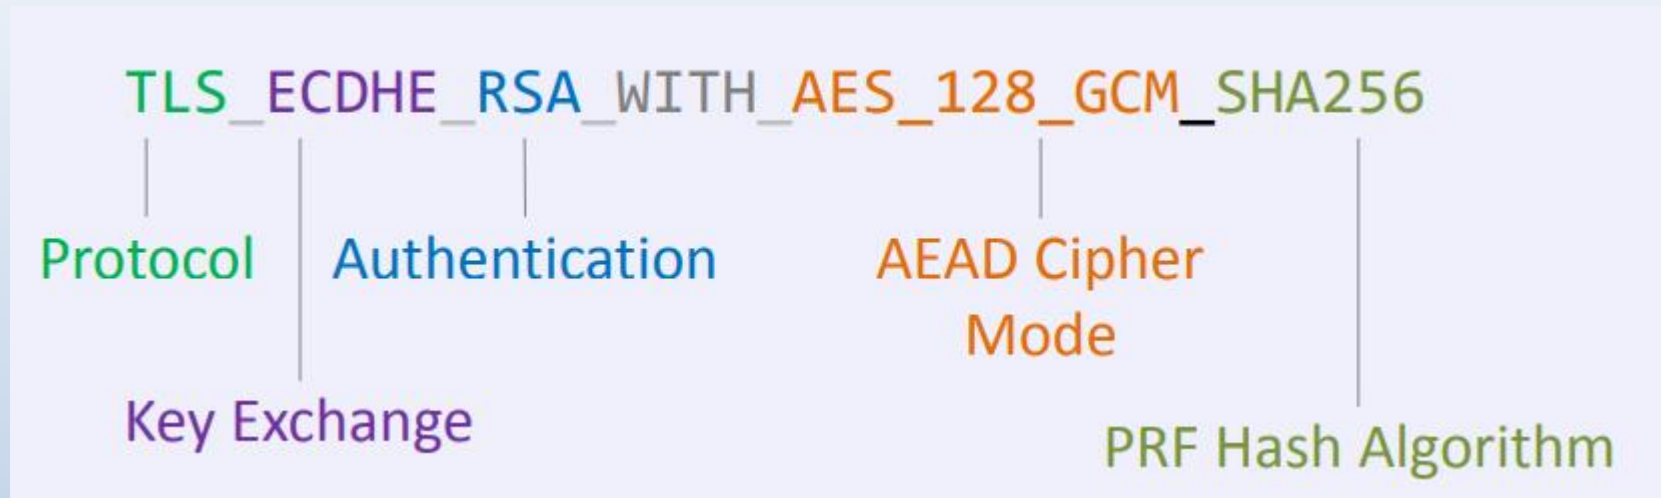 TLS_ECDHE_RSA_WITH_AES_128_GCM_SHA256
Protocol
Authentication
AEAD Cipher
Mode
Key Exchange
PRF Hash Algorithm